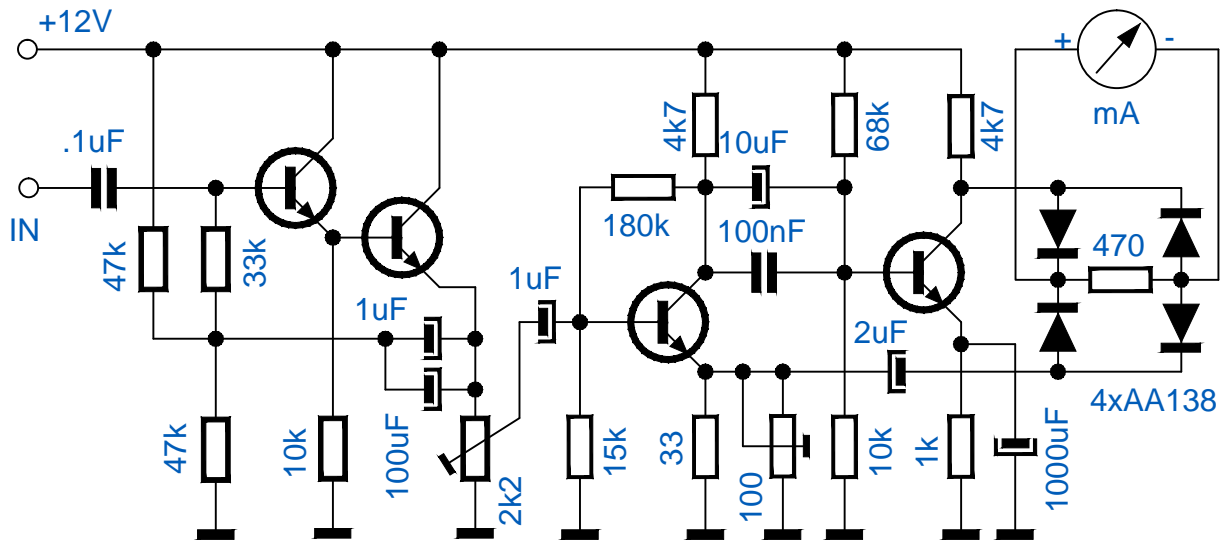 +12V
+ -
mA
4k7
10uF
68k
4k7
.1uF
IN
180k
100nF
47k
33k
470
1uF
1uF
2uF
4xAA138
47k
10k
100uF
2k2
15k
33
100
10k
1k
1000uF